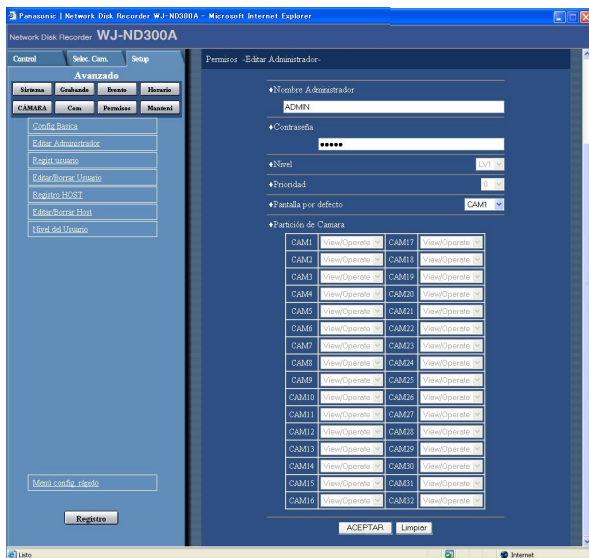 Panasonic | Network Disk Recorder WJ-ND300A - Microsoft Internet Explorer
Network Disk Recorder WJ-ND300A
Control Selec. Cam. Setup
Avanzado
Sistema Grabando Evento Horario
CÁMARA Com Permisos Manteni
Config Basica
Editar Administrador
Regist usuario
Editar/Borrar Usuario
Registro HOST
Editar/Borrar Host
Nivel del Usuario
Menú config. rápido
Registro
Permisos -Editar Administrador-
♦Nombre Administrador
ADMIN
♦Contraseña
●●●●●
♦Nivel LV1
♦Prioridad 0
♦Pantalla por defecto CAM1
♦Partición de Camara
CAM1 View/Operate CAM17 View/Operate
CAM2 View/Operate CAM18 View/Operate
CAM3 View/Operate CAM19 View/Operate
CAM4 View/Operate CAM20 View/Operate
CAM5 View/Operate CAM21 View/Operate
CAM6 View/Operate CAM22 View/Operate
CAM7 View/Operate CAM23 View/Operate
CAM8 View/Operate CAM24 View/Operate
CAM9 View/Operate CAM25 View/Operate
CAM10 View/Operate CAM26 View/Operate
CAM11 View/Operate CAM27 View/Operate
CAM12 View/Operate CAM28 View/Operate
CAM13 View/Operate CAM29 View/Operate
CAM14 View/Operate CAM30 View/Operate
CAM15 View/Operate CAM31 View/Operate
CAM16 View/Operate CAM32 View/Operate
ACEPTAR Limpiar
Listo Internet